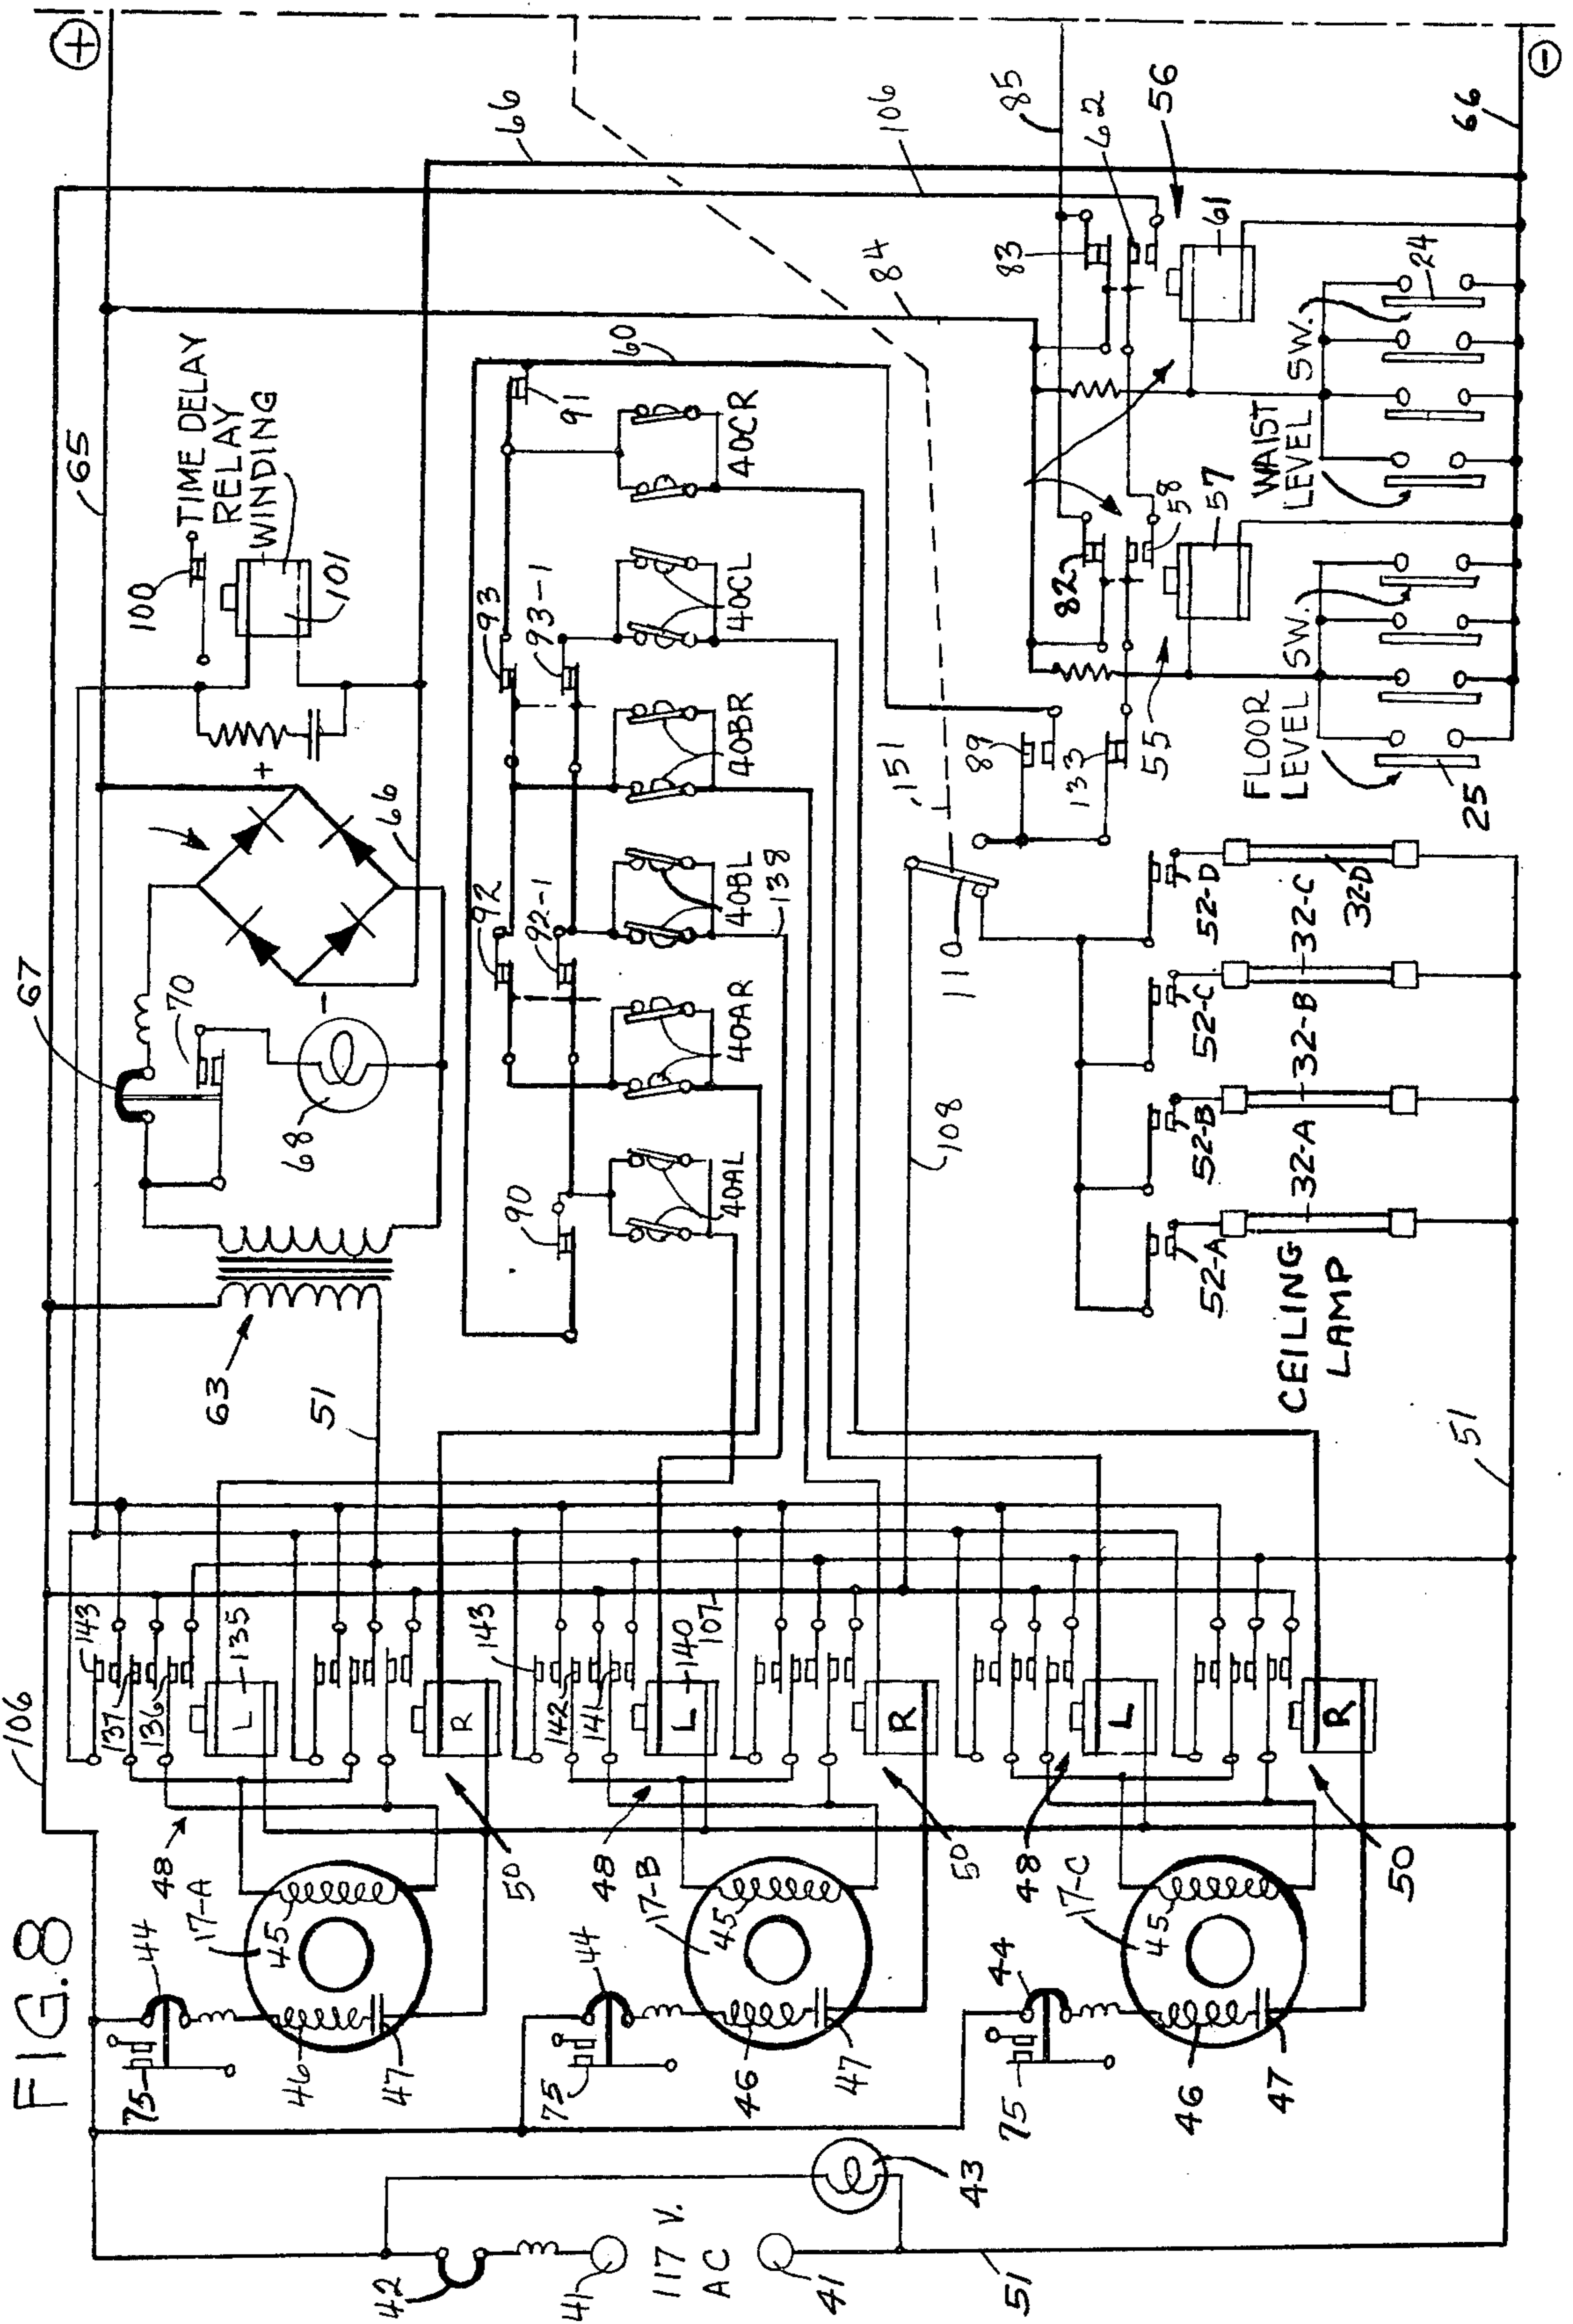 FIG.8
106
143
137
136
135
L
R
143
142
141
140
107
L
R
L
R
48
50
48
50
48
50
17-A
17-B
17-C
44
44
44
45
45
45
46
46
46
47
47
47
75
75
75
42
41
117 V.
AC
41
43
51
+
65
67
70
68
63
51
+
-
66
66
100
TIME DELAY
RELAY
WINDING
101
93
93-1
92
92-1
91
90
60
40CR
40CL
40BR
40BL
138
40AR
40AL
106
84
85
83
62
56
61
82
58
57
55
89
133
151
110
108
WAIST
LEVEL SW.
24
FLOOR
LEVEL SW.
25
52-D
52-C
52-B
52-A
32-D
32-C
32-B
32-A
CEILING
LAMP
51
66
-